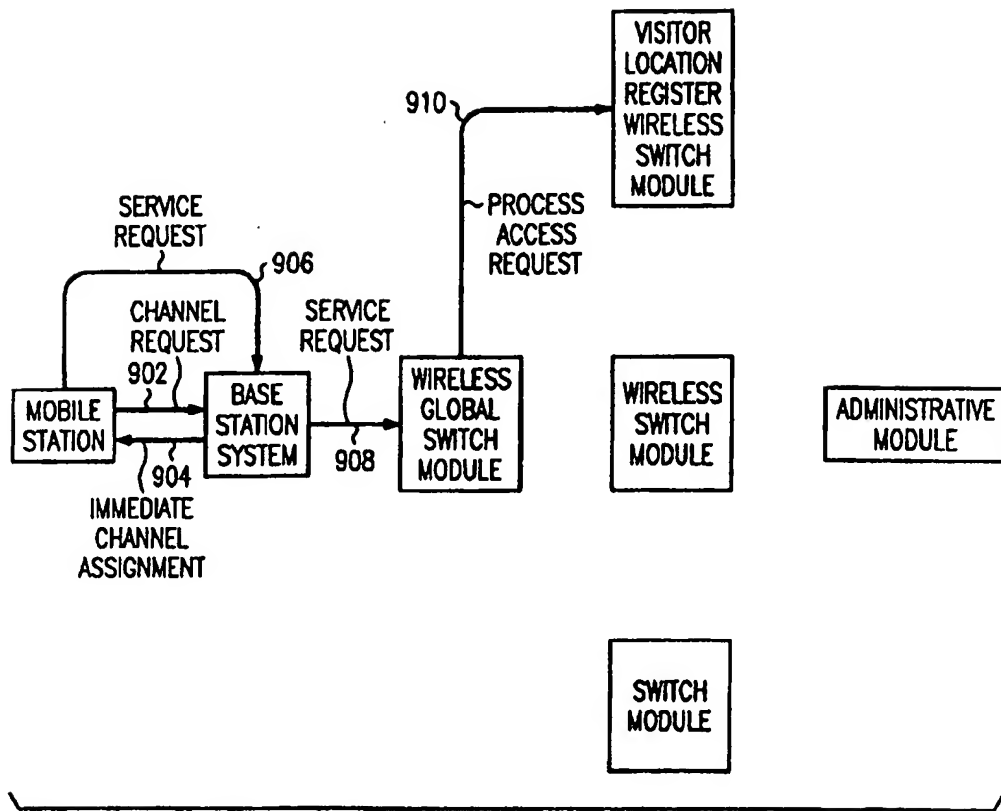 VISITOR
LOCATION
REGISTER
WIRELESS
SWITCH
MODULE
910
PROCESS
ACCESS
REQUEST
SERVICE
REQUEST
906
CHANNEL
REQUEST
SERVICE
REQUEST
902
MOBILE
STATION
BASE
STATION
SYSTEM
904
908
WIRELESS
GLOBAL
SWITCH
MODULE
WIRELESS
SWITCH
MODULE
ADMINISTRATIVE
MODULE
IMMEDIATE
CHANNEL
ASSIGNMENT
SWITCH
MODULE